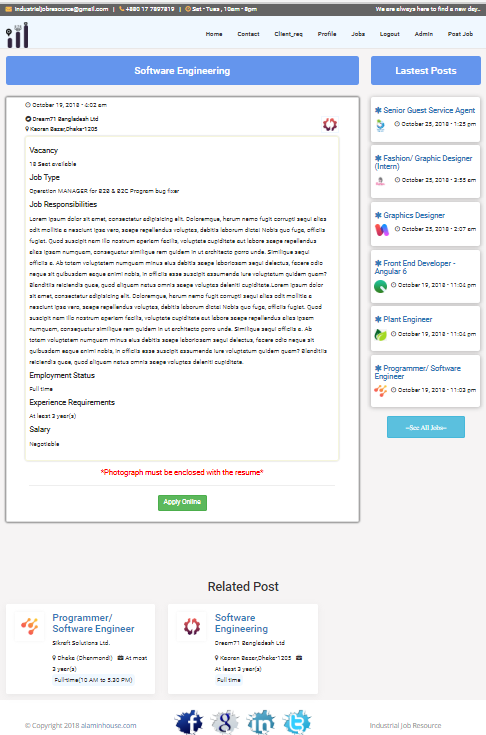 industrialjobresource@gmail.com | +880 17 7897819 | Sat - Tues , 10am - 8pm
We are always here to find a new day..
Home Contact Client_req Profile Jobs Logout Admin Post Job
Software Engineering
October 19, 2018 - 6:02 am
Dream71 Bangladesh Ltd
Kaoran Bazar,Dhaka-1205
Vacancy
18 Seat available
Job Type
Operation MANAGER for B2B & B2C Program bug fixer
Job Responsibilities
Lorem ipsum dolor sit amet, consectetur adipisicing elit. Doloremque, harum nemo fugit corrupti sequi alias
odit mollitia a nesciunt ipsa vero, saepe repellendus voluptas, debitis laborum dicta! Nobis quo fuga, officiis
fugiat. Quod suscipit nam illo nostrum aperiam facilis, voluptate cupiditate aut labore saepe repellendus
alias ipsam numquam, consequatur similique rem quidem in ut architecto porro unde. Similique sequi
officiis a. Ab totam voluptatem numquam minus eius debitis saepe laboriosam sequi delectus, facere odio
neque sit quibusdam eaque animi nobis, in officiis esse suscipit assumenda iure voluptatum quidem quam?
Blanditiis reiciendis quae, quod aliquam natus omnis saepe voluptas deleniti cupiditate.Lorem ipsum dolor
sit amet, consectetur adipisicing elit. Doloremque, harum nemo fugit corrupti sequi alias odit mollitia a
nesciunt ipsa vero, saepe repellendus voluptas, debitis laborum dicta! Nobis quo fuga, officiis fugiat. Quod
suscipit nam illo nostrum aperiam facilis, voluptate cupiditate aut labore saepe repellendus alias ipsam
numquam, consequatur similique rem quidem in ut architecto porro unde. Similique sequi officiis a. Ab
totam voluptatem numquam minus eius debitis saepe laboriosam sequi delectus, facere odio neque sit
quibusdam eaque animi nobis, in officiis esse suscipit assumenda iure voluptatum quidem quam? Blanditiis
reiciendis quae, quod aliquam natus omnis saepe voluptas deleniti cupiditate.
Employment Status
Full time
Experience Requirements
At least 3 year(s)
Salary
Negotiable
*Photograph must be enclosed with the resume*
Apply Online
Lastest Posts
Senior Guest Service Agent
October 25, 2018 - 1:25 pm
Fashion/ Graphic Designer
(Intern)
October 25, 2018 - 3:55 am
Graphics Designer
October 25, 2018 - 2:07 am
Front End Developer -
Angular 6
October 19, 2018 - 11:04 pm
Plant Engineer
October 19, 2018 - 11:04 pm
Programmer/ Software
Engineer
October 19, 2018 - 11:03 pm
--See All Jobs--
Related Post
Programmer/
Software Engineer
Sikraft Solutions Ltd.
Dhaka (Dhanmondi) At most
3 year(s)
Full-time(10 AM to 5.30 PM)
Software
Engineering
Dream71 Bangladesh Ltd
Kaoran Bazar,Dhaka-1205
At least 3 year(s)
Full time
© Copyright 2018 alaminhouse.com
Industrial Job Resource